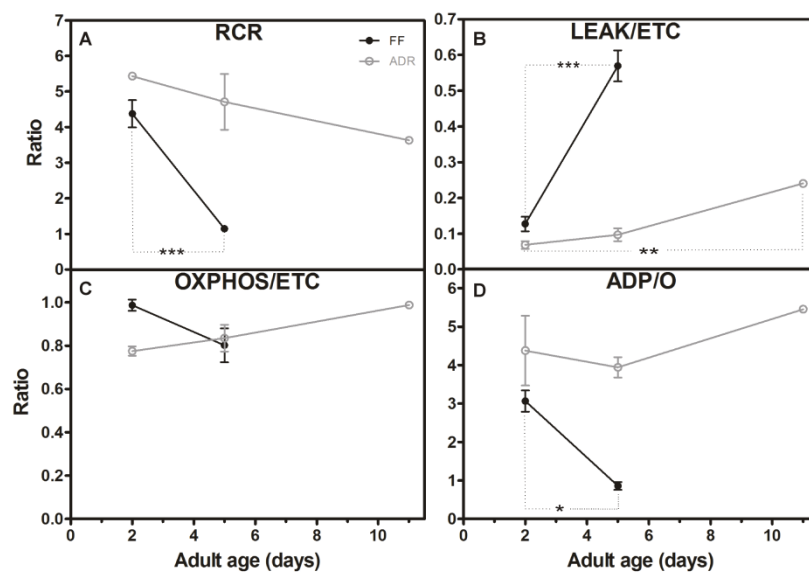 A
RCR
FF
ADR
7
6
5
4
3
2
1
0
Ratio
***
B
LEAK/ETC
0.7
0.6
0.5
0.4
0.3
0.2
0.1
0
***
**
C
OXPHOS/ETC
1.0
0.8
0.6
0.4
0.2
0.0
Ratio
0 2 4 6 8 10
Adult age (days)
D
ADP/O
6
5
4
3
2
1
0
*
0 2 4 6 8 10
Adult age (days)